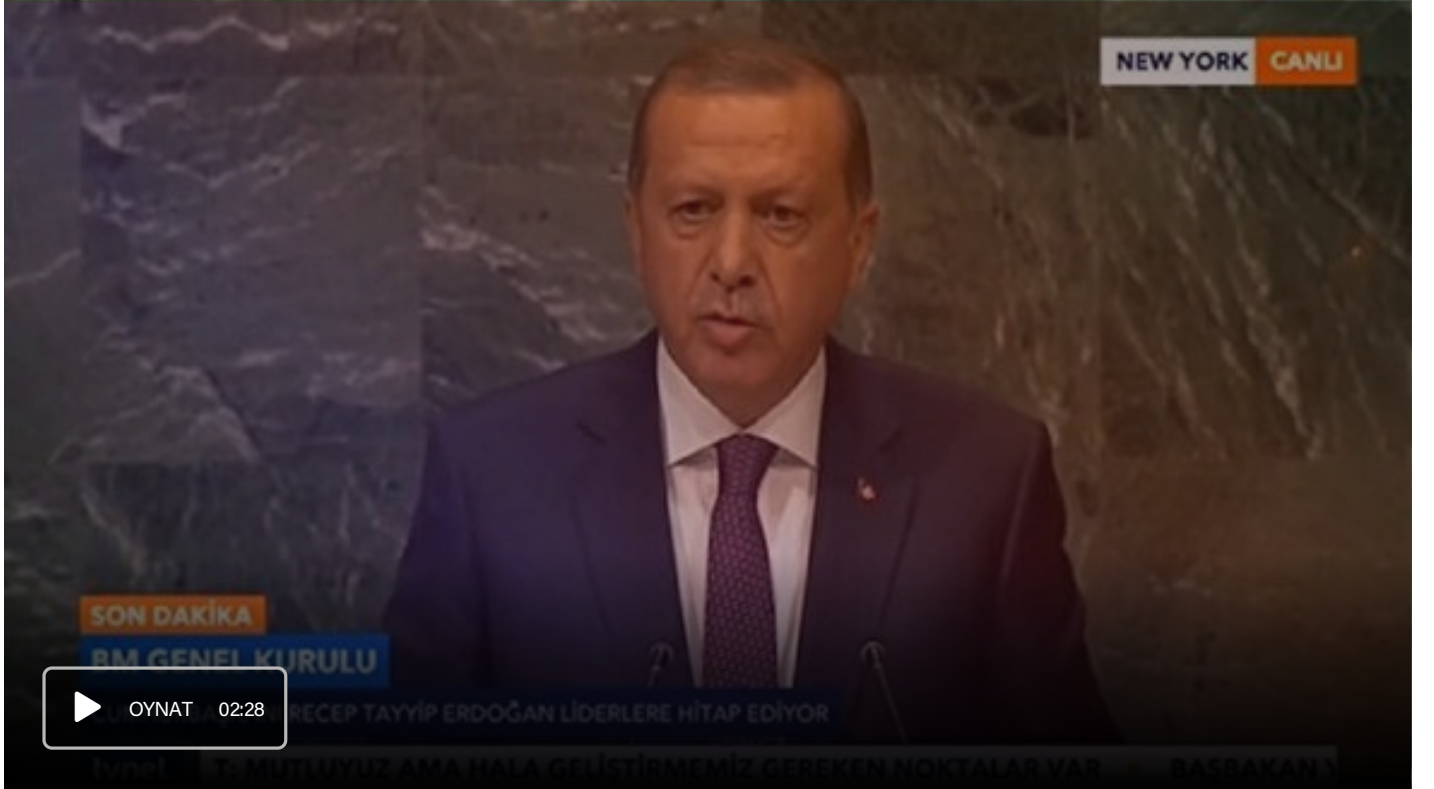 NEW YORK CANLI
SON DAKİKA
BM GENEL KURULU
OYNAT 02:28
RECEP TAYYİP ERDOĞAN LİDERLERE HİTAP EDİYOR
tvnet T: MUTLUYUZ AMA HALA GELİŞTİRMEMİZ GEREKEN NOKTALAR VAR BAŞBAKAN Y